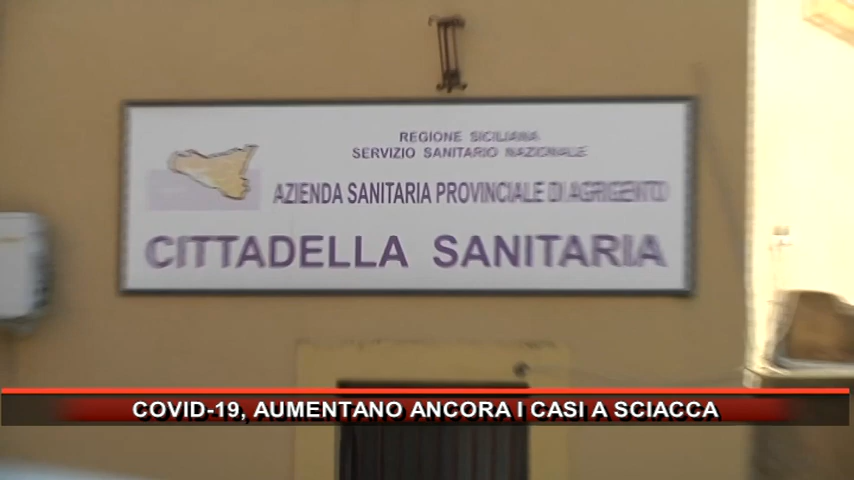 REGIONE SICILIANA
SERVIZIO SANITARIO NAZIONALE
AZIENDA SANITARIA PROVINCIALE DI AGRIGENTO
CITTADELLA SANITARIA
COVID-19, AUMENTANO ANCORA I CASI A SCIACCA